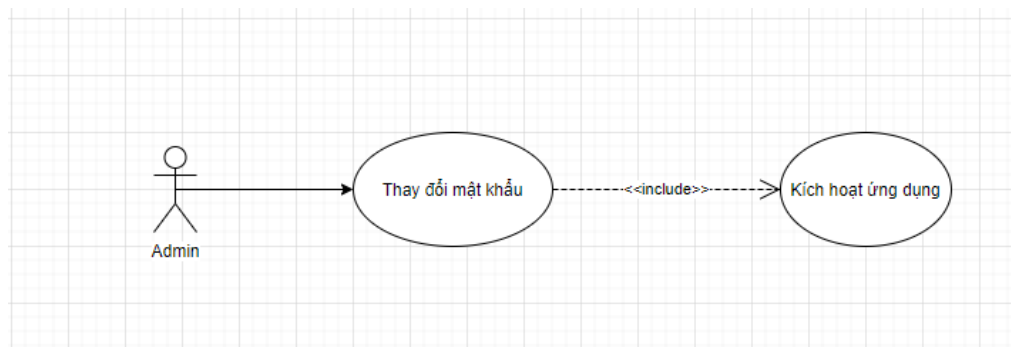 Thay đổi mật khẩu
<<include>>
Kích hoạt ứng dụng
Admin